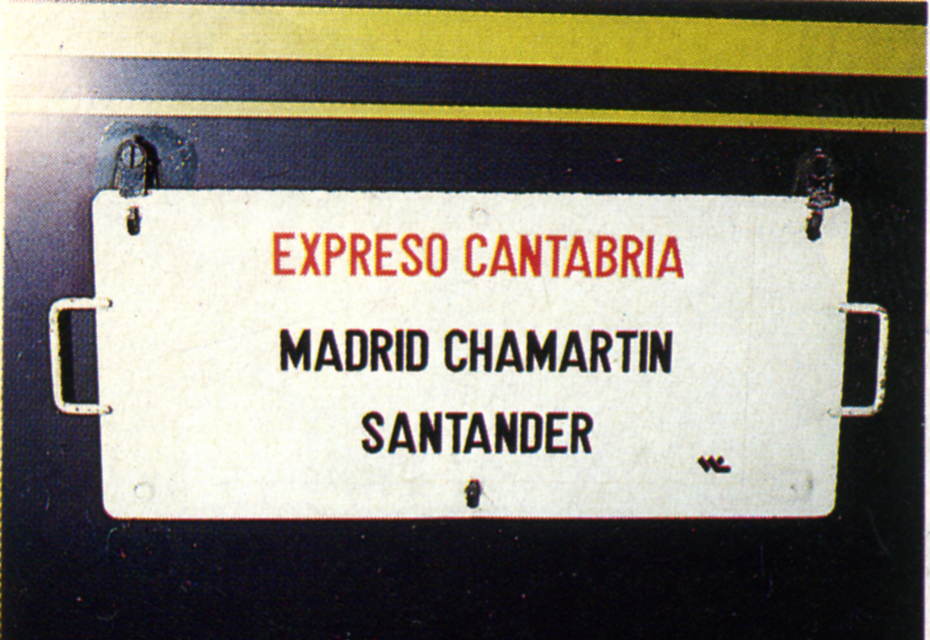 EXPRESO CANTABRIA
MADRID CHAMARTIN
SANTANDER